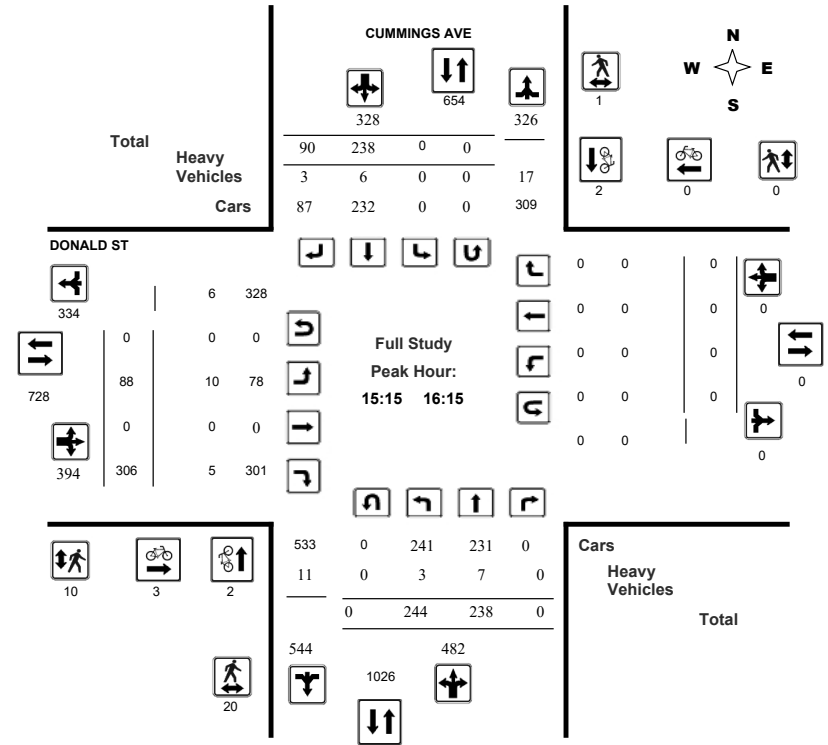 CUMMINGS AVE
N
W E
S
654
1
328 326
Total 90 238 0 0
Heavy
Vehicles 3 6 0 0 17
Cars 87 232 0 0 309
2 0 0
DONALD ST
0 0 0
334 6 328 0
0 0 0 0 0 0
Full Study
728 88 10 78 Peak Hour: 0 0 0 0
15:15 16:15 0 0 0
0 0 0
394 306 5 301 0 0 0
533 0 241 231 0 Cars
11 0 3 7 0 Heavy
Vehicles
10 3 2
0 244 238 0 Total
544 482
1026
20